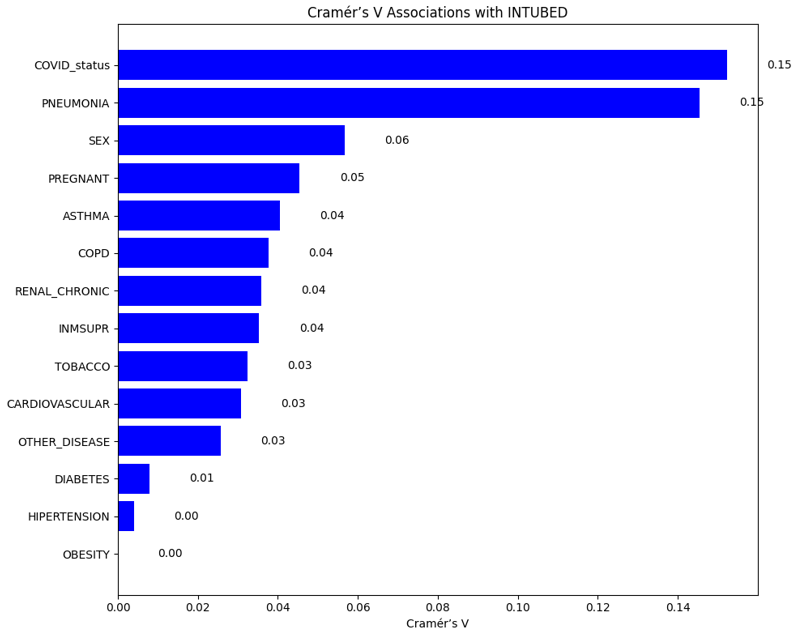 Cramér’s V Associations with INTUBED
COVID_status 0.15
PNEUMONIA 0.15
SEX 0.06
PREGNANT 0.05
ASTHMA 0.04
COPD 0.04
RENAL_CHRONIC 0.04
INMSUPR 0.04
TOBACCO 0.03
CARDIOVASCULAR 0.03
OTHER_DISEASE 0.03
DIABETES 0.01
HIPERTENSION 0.00
OBESITY 0.00
0.00 0.02 0.04 0.06 0.08 0.10 0.12 0.14
Cramér’s V